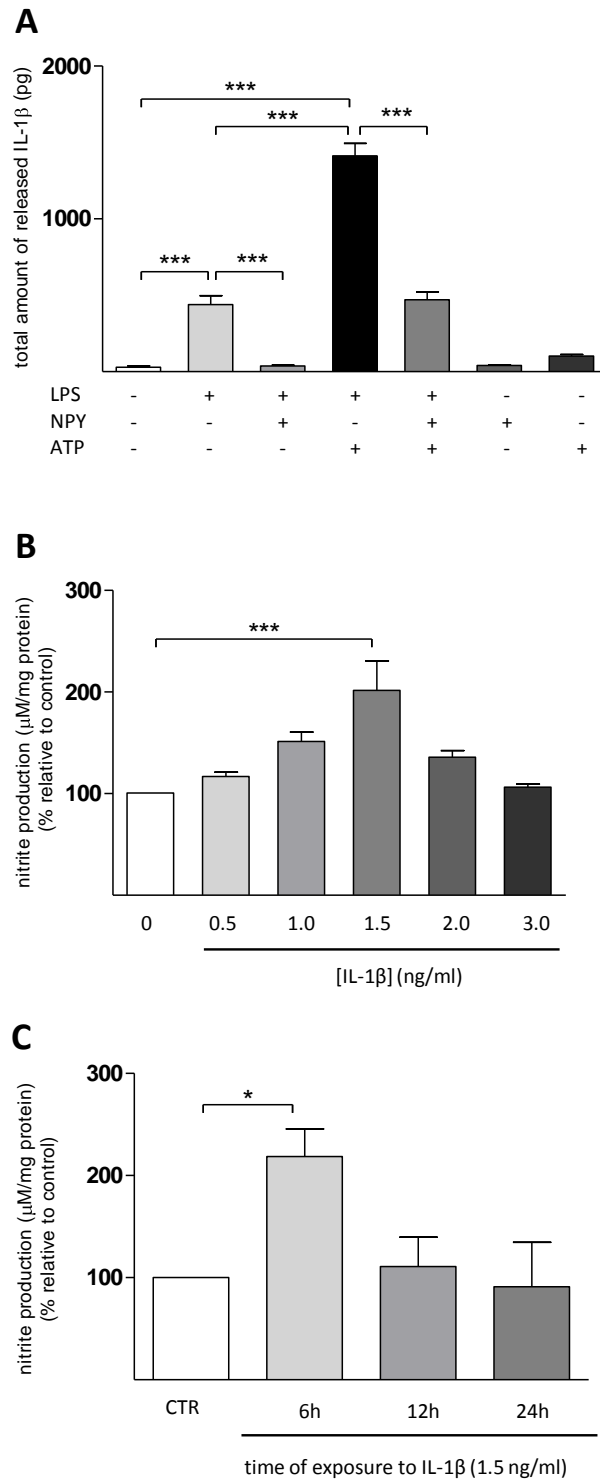 A
total amount of released IL-1β (pg)
2000
1000
***
***
***
***
***
LPS - + + + + - -
NPY - - + - + + -
ATP - - - + + - +
B
nitrite production (μM/mg protein)
(% relative to control)
300
200
100
***
0 0.5 1.0 1.5 2.0 3.0
[IL-1β] (ng/ml)
C
nitrite production (μM/mg protein)
(% relative to control)
300
200
100
*
CTR 6h 12h 24h
time of exposure to IL-1β (1.5 ng/ml)